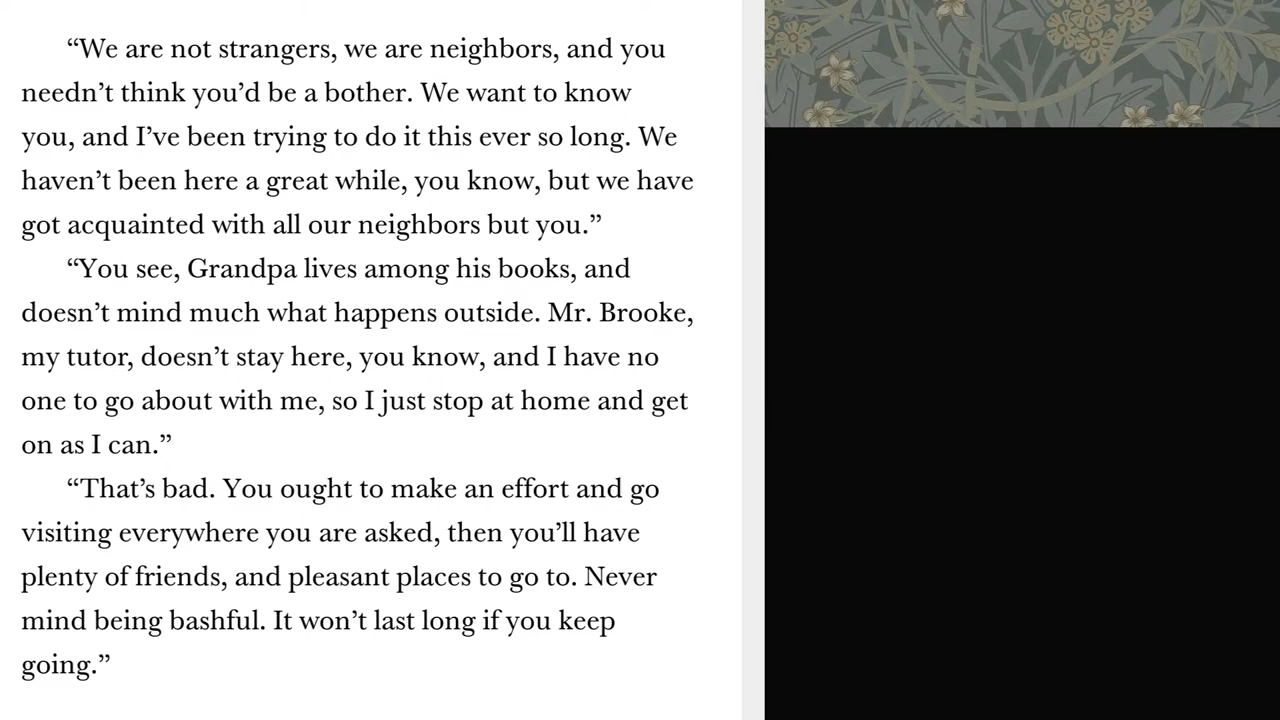 “We are not strangers, we are neighbors, and you
needn’t think you’d be a bother. We want to know
you, and I’ve been trying to do it this ever so long. We
haven’t been here a great while, you know, but we have
got acquainted with all our neighbors but you.”
“You see, Grandpa lives among his books, and
doesn’t mind much what happens outside. Mr. Brooke,
my tutor, doesn’t stay here, you know, and I have no
one to go about with me, so I just stop at home and get
on as I can.”
“That’s bad. You ought to make an effort and go
visiting everywhere you are asked, then you’ll have
plenty of friends, and pleasant places to go to. Never
mind being bashful. It won’t last long if you keep
going.”